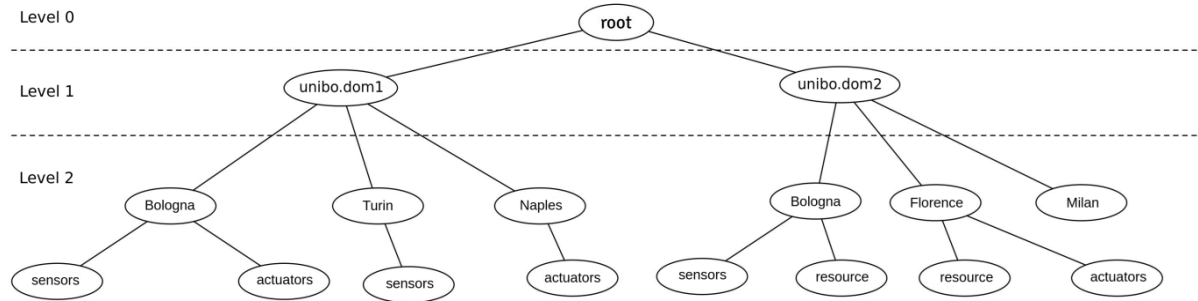 Level 0
root
Level 1
unibo.dom1
unibo.dom2
Level 2
Bologna
Turin
Naples
Bologna
Florence
Milan
sensors
actuators
sensors
actuators
sensors
resource
resource
actuators